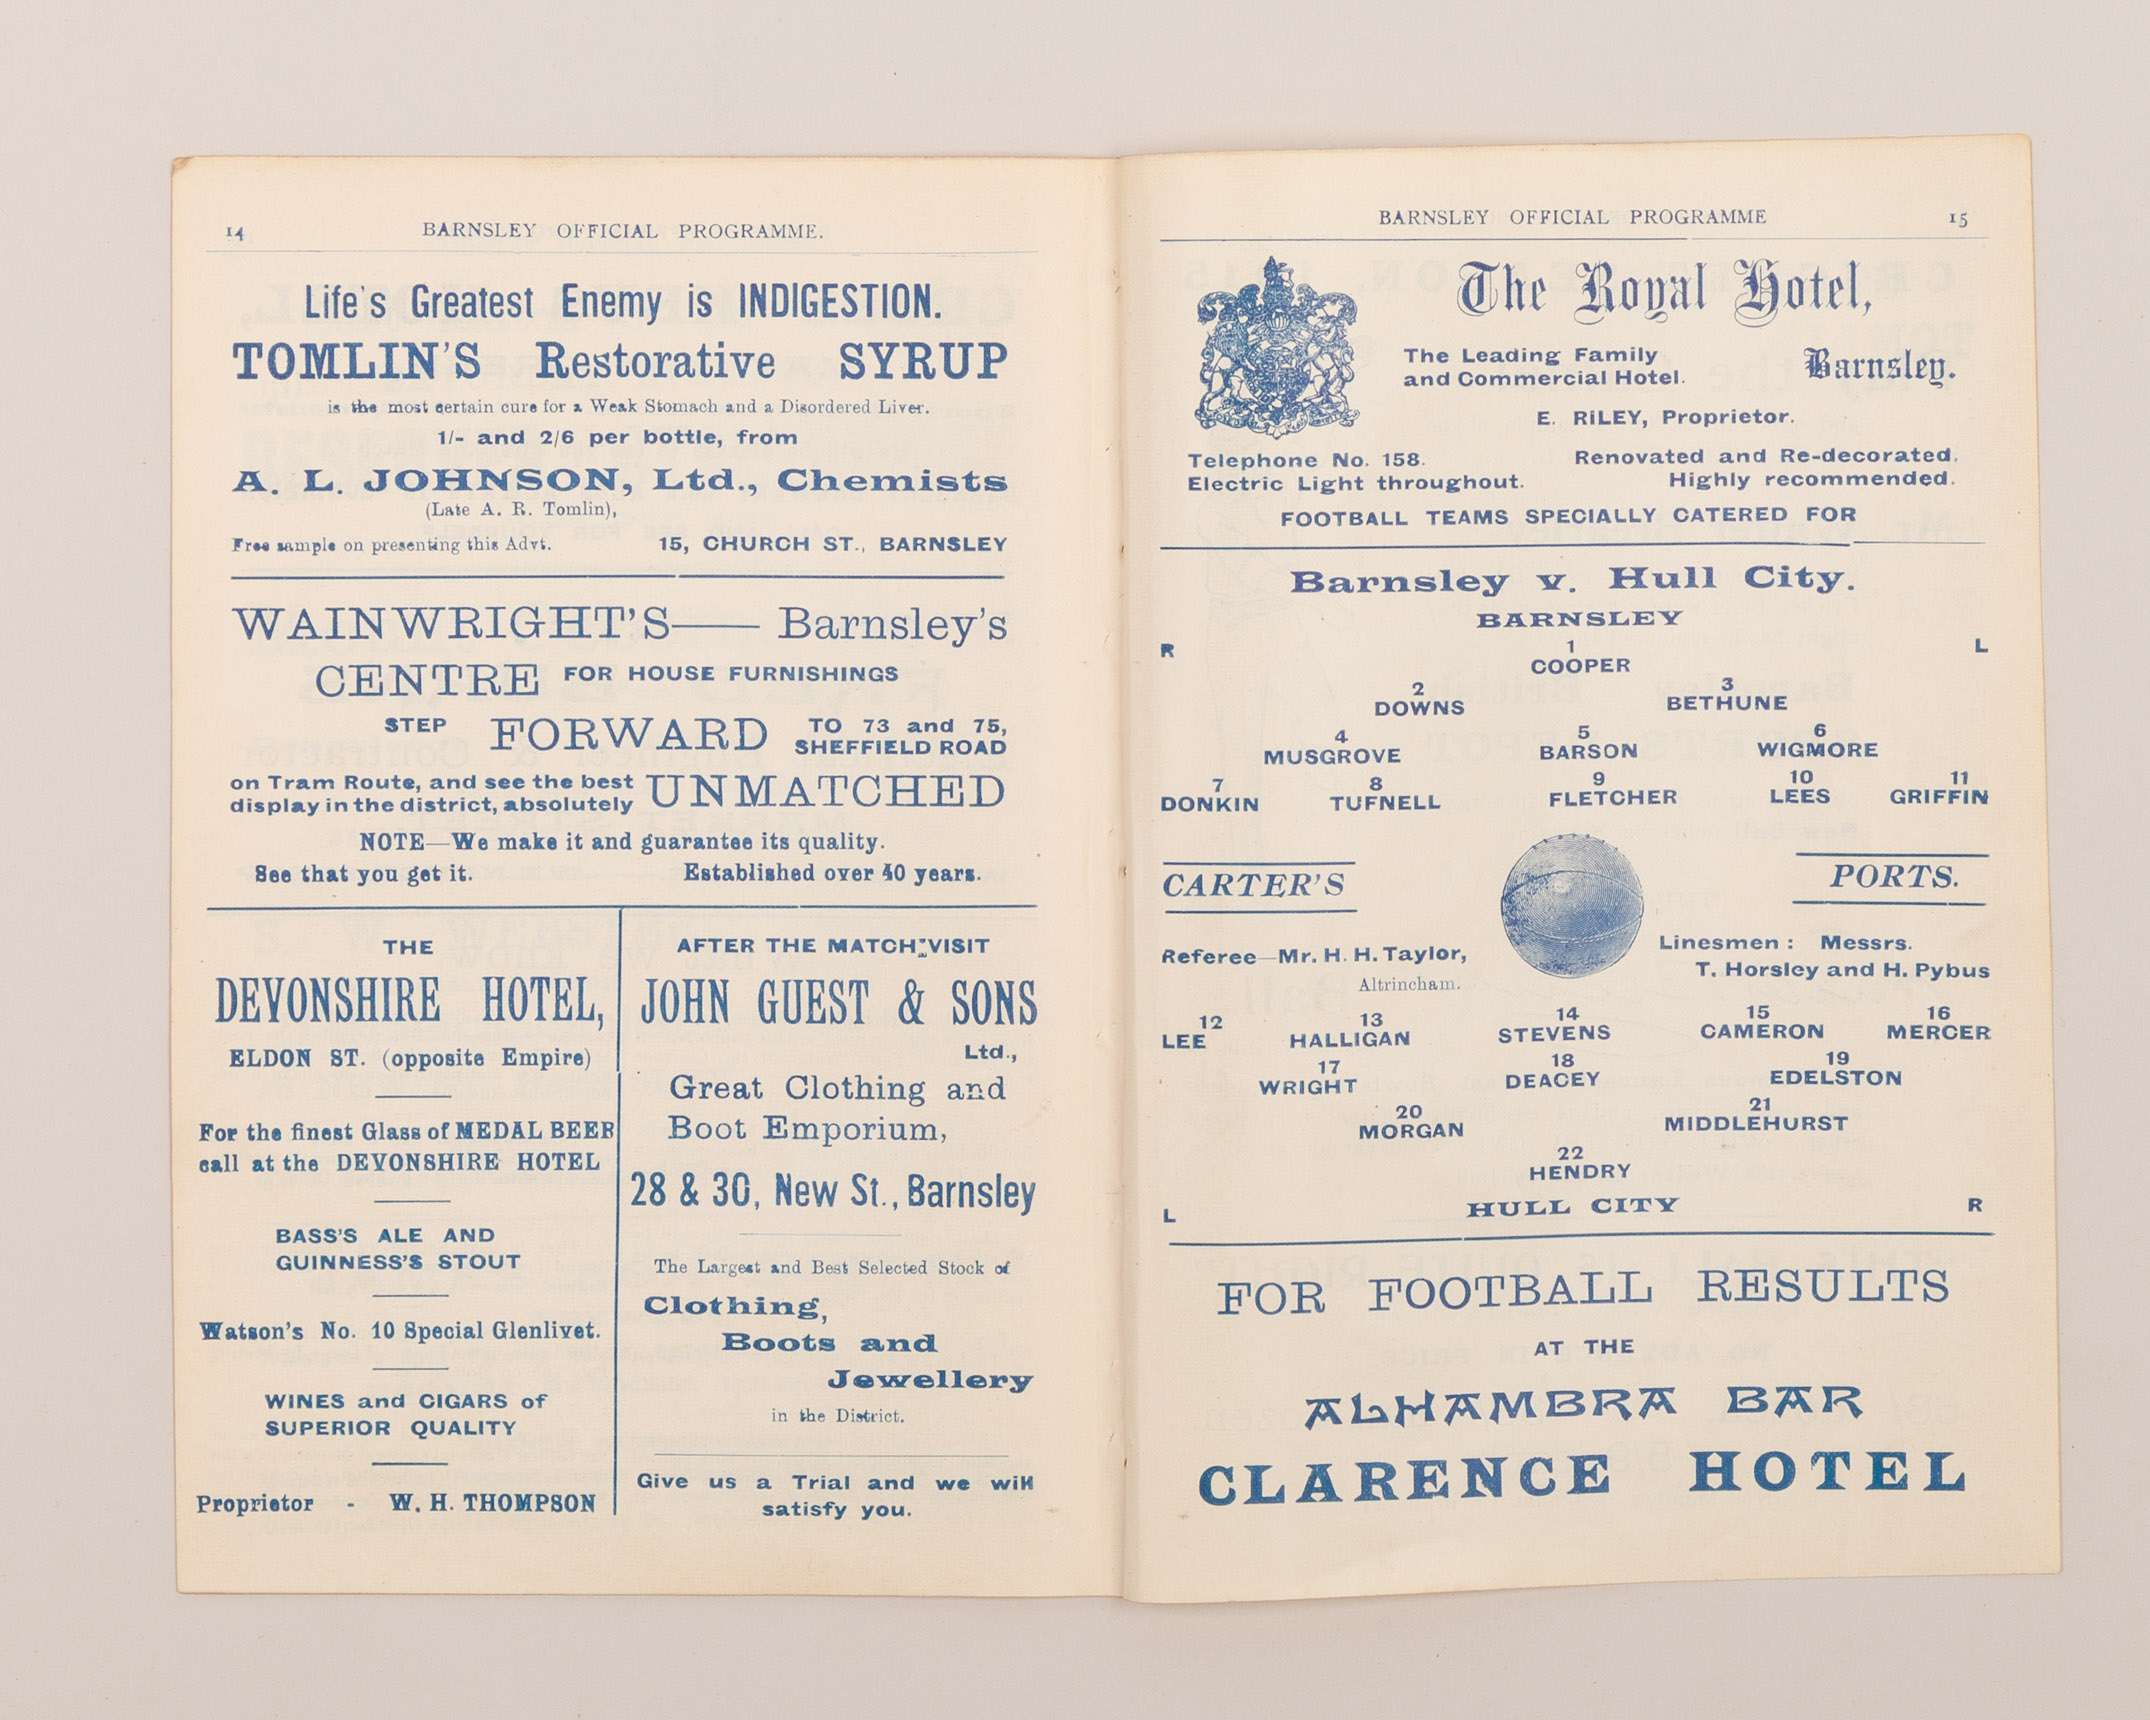 14
BARNSLEY OFFICIAL PROGRAMME.
Life's Greatest Enemy is INDIGESTION.
TOMLIN'S Restorative SYRUP
is the most certain cure for a Weak Stomach and a Disordered Liver.
1/- and 2/6 per bottle, from
A. L. JOHNSON, Ltd., Chemists
(Late A. R. Tomlin),
Free sample on presenting this Advt. 15, CHURCH ST., BARNSLEY
WAINWRIGHT'S—— Barnsley's
CENTRE FOR HOUSE FURNISHINGS
STEP FORWARD TO 73 and 75,
SHEFFIELD ROAD
on Tram Route, and see the best
display in the district, absolutely UNMATCHED
NOTE—We make it and guarantee its quality.
See that you get it. Established over 40 years.
THE
DEVONSHIRE HOTEL,
ELDON ST. (opposite Empire)
For the finest Glass of MEDAL BEER
call at the DEVONSHIRE HOTEL
BASS'S ALE AND
GUINNESS'S STOUT
Watson's No. 10 Special Glenlivet.
WINES and CIGARS of
SUPERIOR QUALITY
Proprietor - W. H. THOMPSON
AFTER THE MATCH VISIT
JOHN GUEST & SONS
Ltd.,
Great Clothing and
Boot Emporium,
28 & 30, New St., Barnsley
The Largest and Best Selected Stock of
Clothing,
Boots and
Jewellery
in the District.
Give us a Trial and we will
satisfy you.
BARNSLEY OFFICIAL PROGRAMME
15
The Royal Hotel,
The Leading Family
and Commercial Hotel. Barnsley.
E. RILEY, Proprietor.
Telephone No. 158. Renovated and Re-decorated.
Electric Light throughout. Highly recommended.
FOOTBALL TEAMS SPECIALLY CATERED FOR
Barnsley v. Hull City.
BARNSLEY
R 1 L
COOPER
2 3
DOWNS BETHUNE
4 5 6
MUSGROVE BARSON WIGMORE
7 8 9 10 11
DONKIN TUFNELL FLETCHER LEES GRIFFIN
CARTER'S PORTS.
Referee—Mr. H. H. Taylor,
Altrincham.
Linesmen : Messrs.
T. Horsley and H. Pybus
12 13 14 15 16
LEE HALLIGAN STEVENS CAMERON MERCER
17 18 19
WRIGHT DEACEY EDELSTON
20 21
MORGAN MIDDLEHURST
22
HENDRY
L HULL CITY R
FOR FOOTBALL RESULTS
AT THE
ALHAMBRA BAR
CLARENCE HOTEL